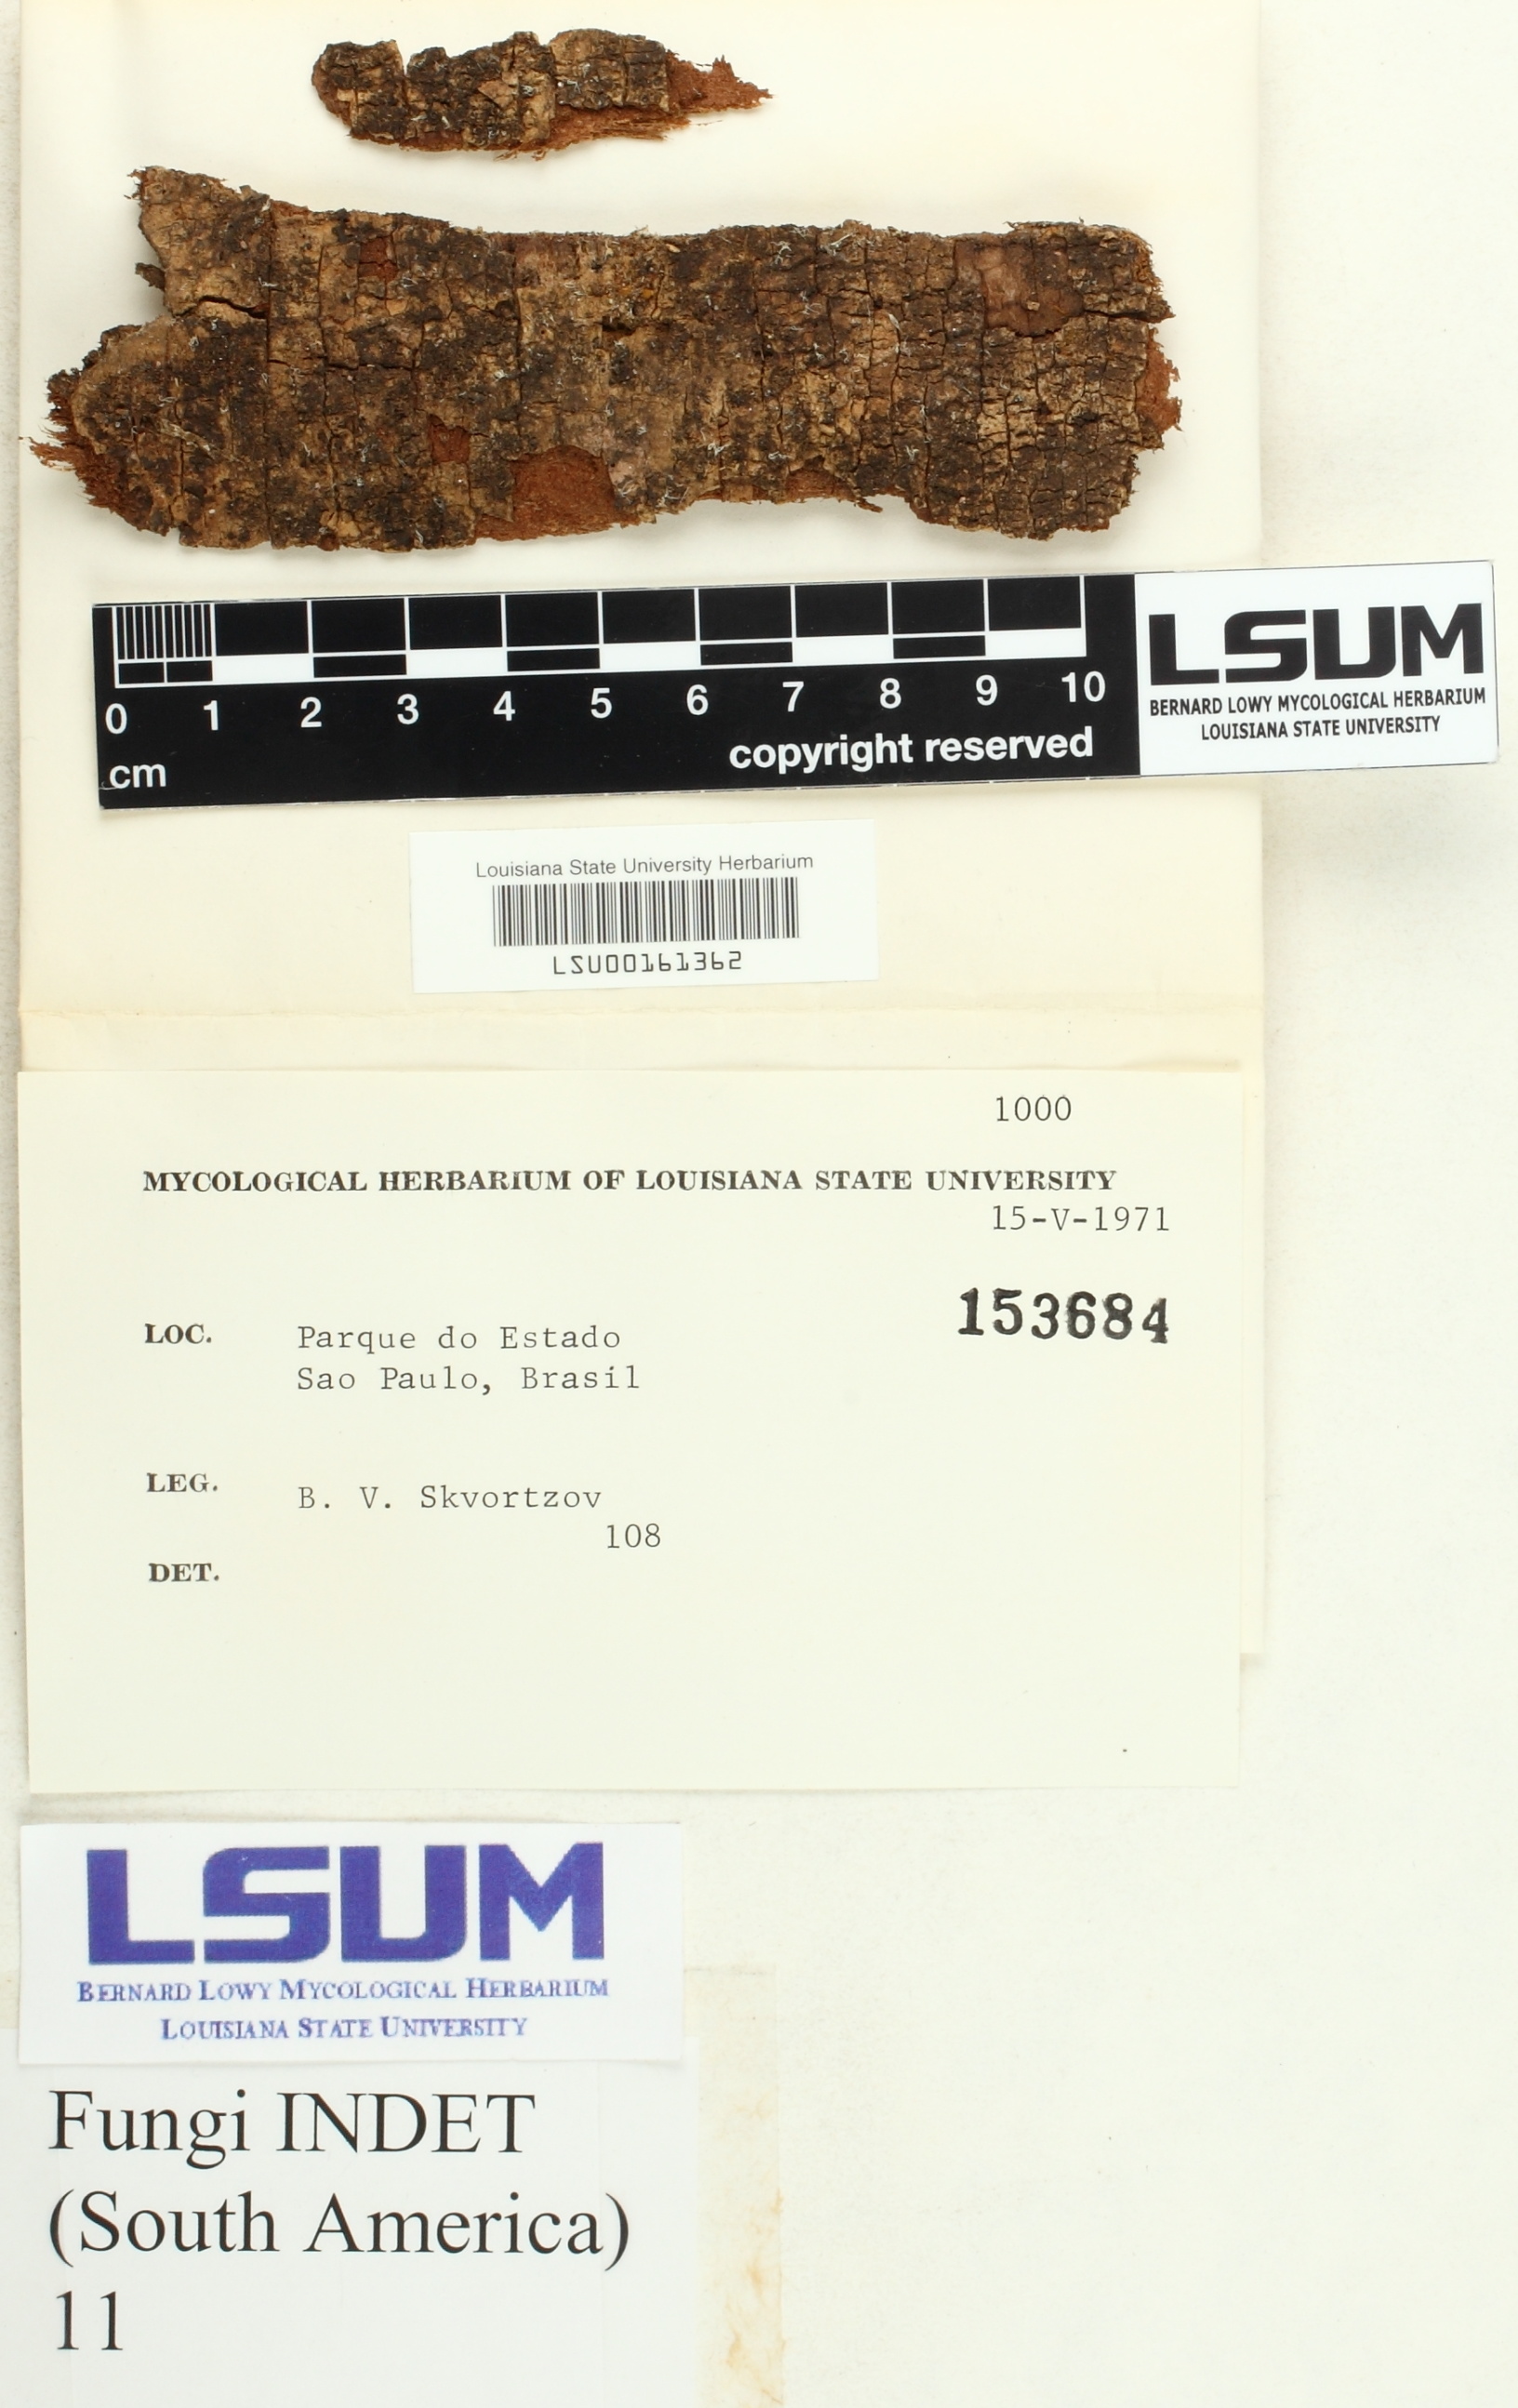 0 1 2 3 4 5 6 7 8 9 10
cm
copyright reserved
LSUM
BERNARD LOWY MYCOLOGICAL HERBARIUM
LOUISIANA STATE UNIVERSITY
Louisiana State University Herbarium
LSU00161362
1000
MYCOLOGICAL HERBARIUM OF LOUISIANA STATE UNIVERSITY
15-V-1971
153684
LOC. Parque do Estado
Sao Paulo, Brasil
LEG. B. V. Skvortzov
108
DET.
LSUM
BERNARD LOWY MYCOLOGICAL HERBARIUM
LOUISIANA STATE UNIVERSITY
Fungi INDET
(South America)
11